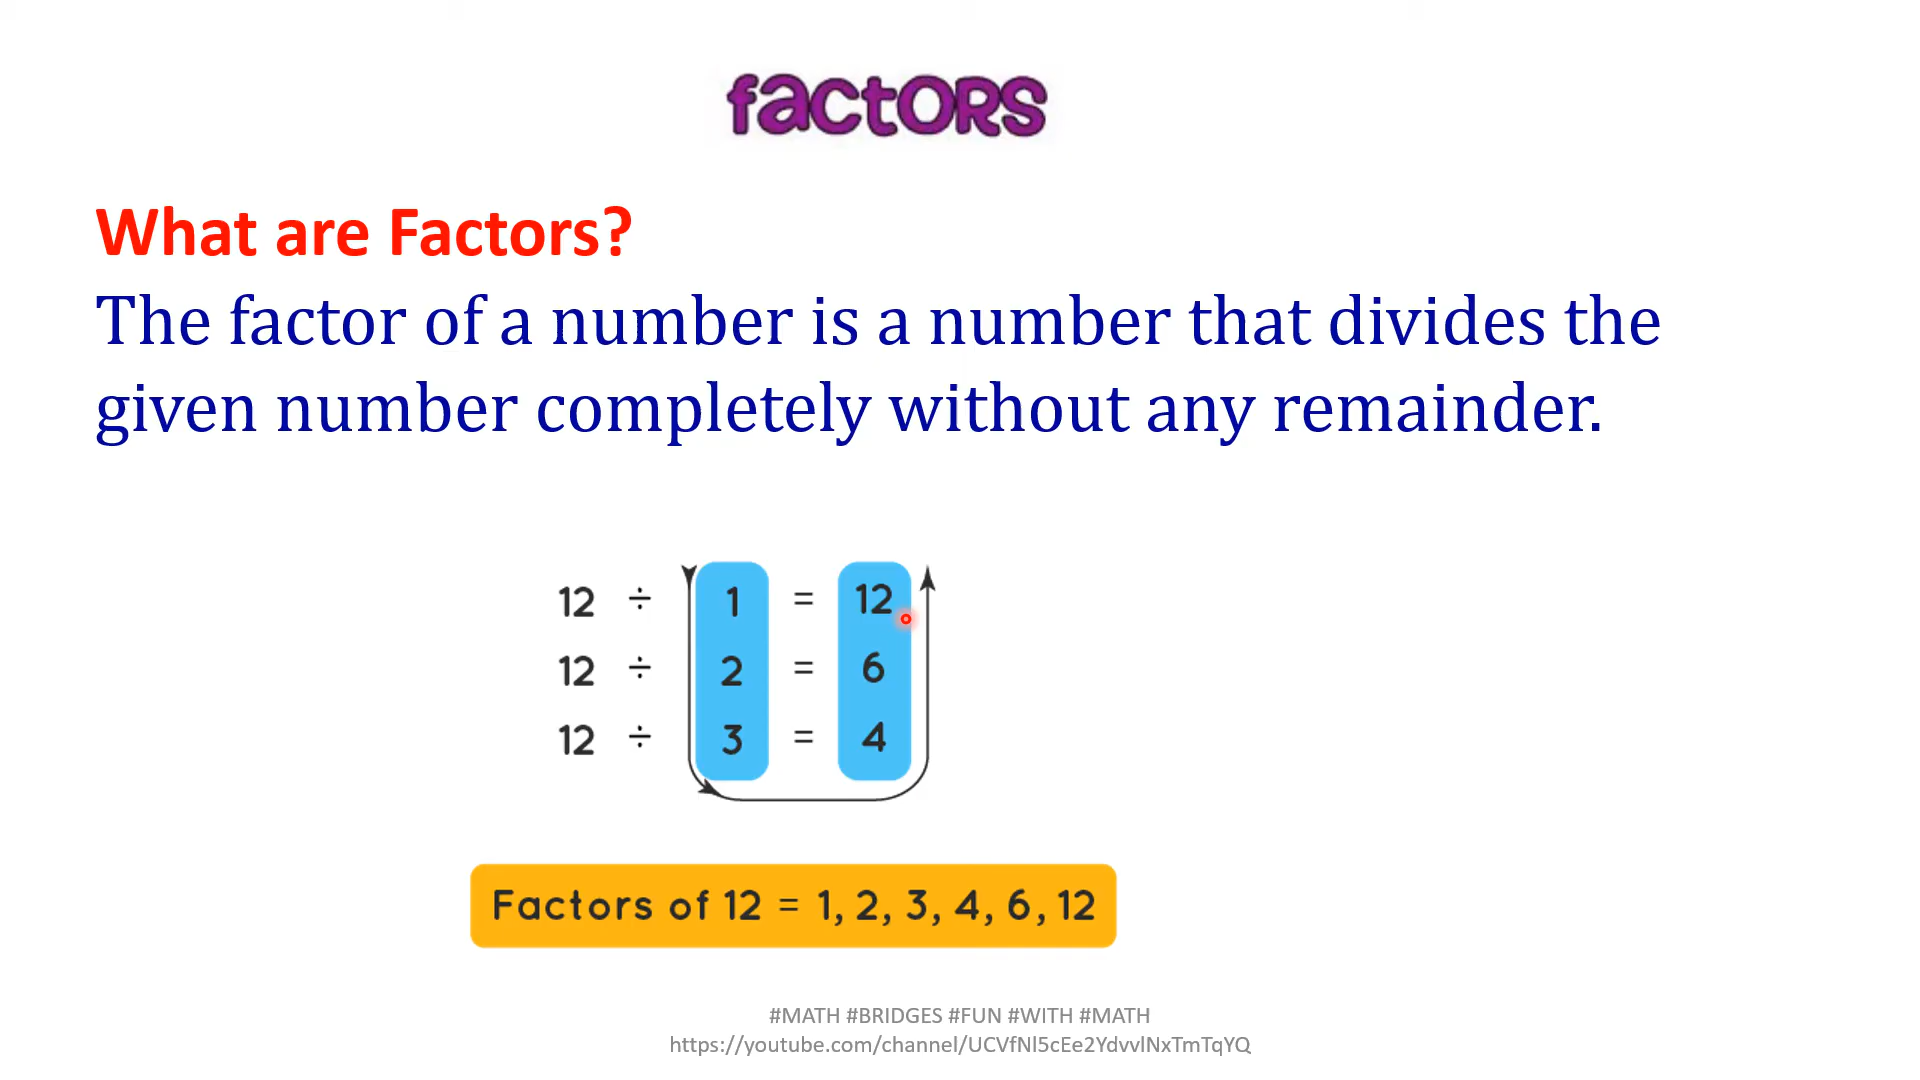 factORS
What are Factors?
The factor of a number is a number that divides the
given number completely without any remainder.
12 ÷ 1 = 12
12 ÷ 2 = 6
12 ÷ 3 = 4
Factors of 12 = 1, 2, 3, 4, 6, 12
#MATH #BRIDGES #FUN #WITH #MATH
https://youtube.com/channel/UCVfNl5cEe2YdvvlNxTmTqYQ